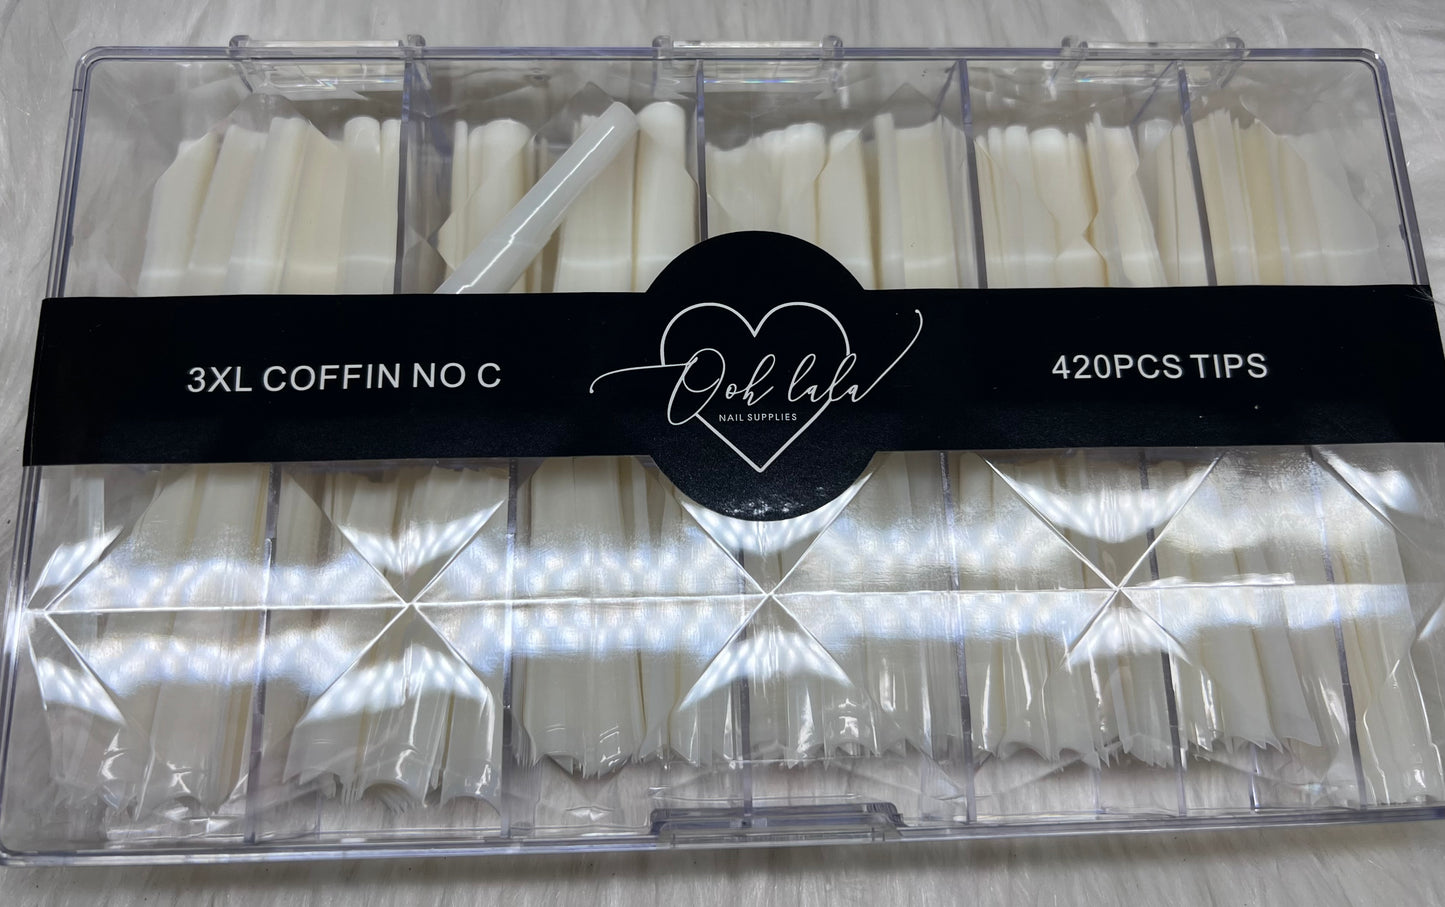 3XL COFFIN NO C
Ooh lala
NAIL SUPPLIES
420PCS TIPS